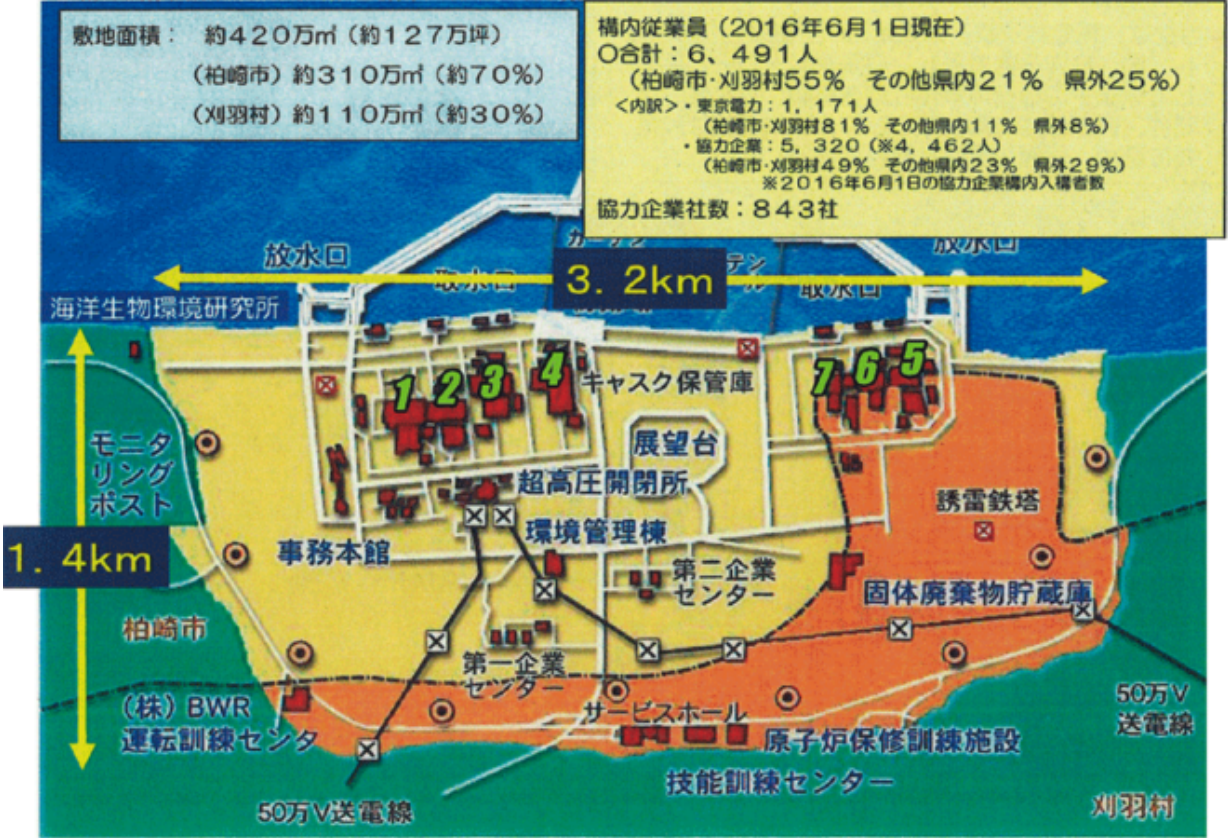 敷地面積： 約４２０万㎡（約１２７万坪）
（柏崎市）約３１０万㎡（約７０％）
（刈羽村）約１１０万㎡（約３０％）
構内従業員（２０１６年６月１日現在）
○合計：６、４９１人
（柏崎市･刈羽村５５％ その他県内２１％ 県外２５％）
＜内訳＞・東京電力：１，１７１人
（柏崎市･刈羽村８１％ その他県内１１％ 県外８％）
・協力企業：５，３２０（※４，４６２人）
（柏崎市･刈羽村４９％ その他県内２３％ 県外２９％）
※２０１６年６月１日の協力企業構内入構者数
協力企業社数：８４３社
放水口
放水口
取水口
3．2km
取水口
海洋生物環境研究所
1
2
3
4
7
6
5
キャスク保管庫
展望台
モニタ
リング
ポスト
超高圧開閉所
誘雷鉄塔
環境管理棟
事務本館
1．4km
第二企業
センター
固体廃棄物貯蔵庫
柏崎市
第一企業
センター
（株）BWR
運転訓練センタ
サービスホール
原子炉保修訓練施設
50万V
送電線
技能訓練センター
50万V送電線
刈羽村